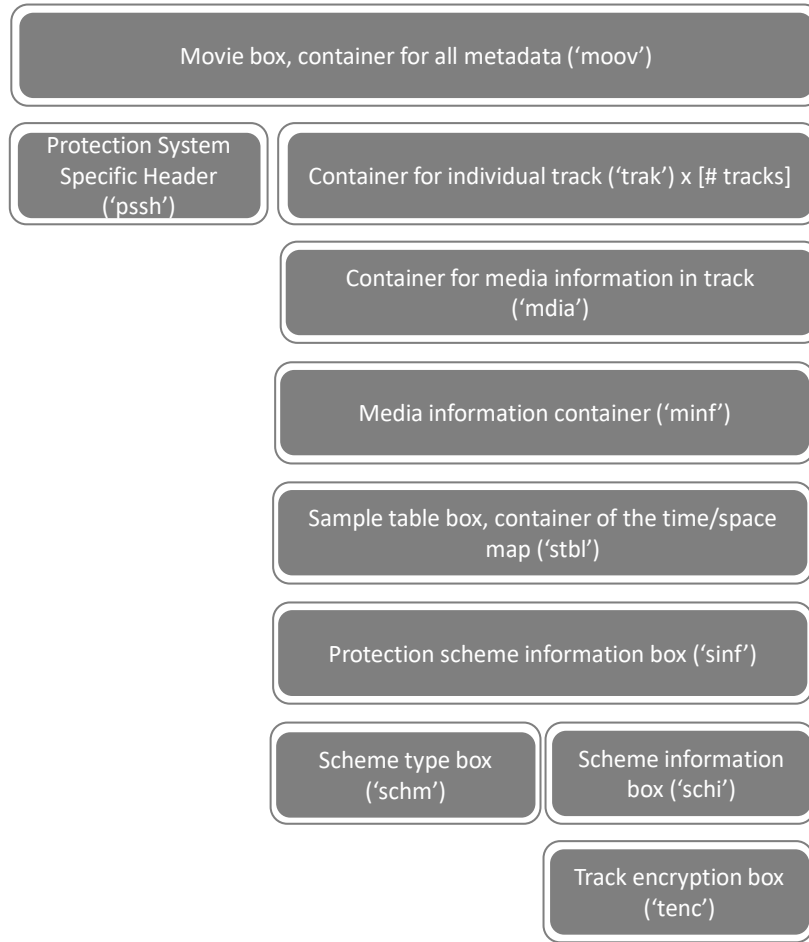 Movie box, container for all metadata (‘moov’)
Protection System
Specific Header
(‘pssh’)
Container for individual track (‘trak’) x [# tracks]
Container for media information in track
(‘mdia’)
Media information container (‘minf’)
Sample table box, container of the time/space
map (‘stbl’)
Protection scheme information box (‘sinf’)
Scheme type box
(‘schm’)
Scheme information
box (‘schi’)
Track encryption box
(‘tenc’)